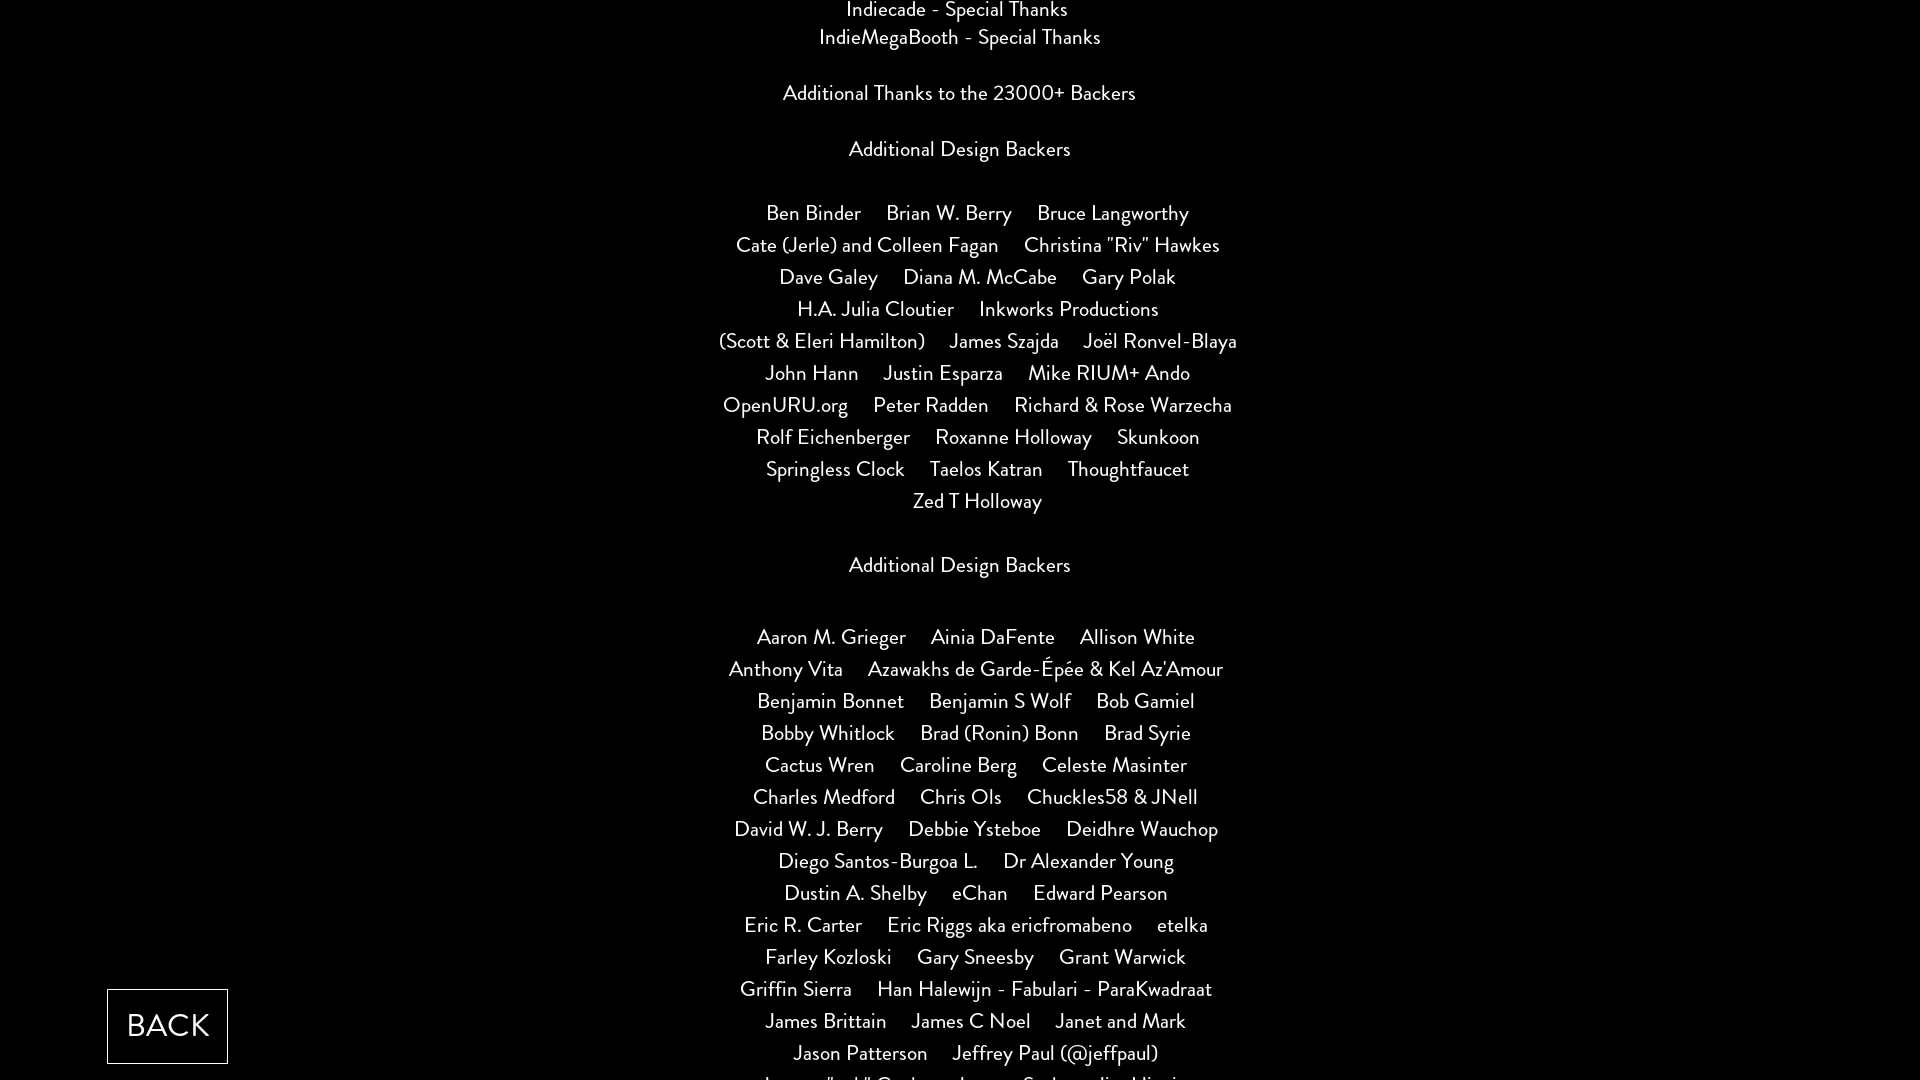 Indiecade - Special Thanks
IndieMegaBooth - Special Thanks
Additional Thanks to the 23000+ Backers
Additional Design Backers
Ben Binder Brian W. Berry Bruce Langworthy
Cate (Jerle) and Colleen Fagan Christina "Riv" Hawkes
Dave Galey Diana M. McCabe Gary Polak
H.A. Julia Cloutier Inkworks Productions
(Scott & Eleri Hamilton) James Szajda Joël Ronvel-Blaya
John Hann Justin Esparza Mike RIUM+ Ando
OpenURU.org Peter Radden Richard & Rose Warzecha
Rolf Eichenberger Roxanne Holloway Skunkoon
Springless Clock Taelos Katran Thoughtfaucet
Zed T Holloway
Additional Design Backers
Aaron M. Grieger Ainia DaFente Allison White
Anthony Vita Azawakhs de Garde-Épée & Kel Az'Amour
Benjamin Bonnet Benjamin S Wolf Bob Gamiel
Bobby Whitlock Brad (Ronin) Bonn Brad Syrie
Cactus Wren Caroline Berg Celeste Masinter
Charles Medford Chris Ols Chuckles58 & JNell
David W. J. Berry Debbie Ysteboe Deidhre Wauchop
Diego Santos-Burgoa L. Dr Alexander Young
Dustin A. Shelby eChan Edward Pearson
Eric R. Carter Eric Riggs aka ericfromabeno etelka
Farley Kozloski Gary Sneesby Grant Warwick
Griffin Sierra Han Halewijn - Fabulari - ParaKwadraat
James Brittain James C Noel Janet and Mark
Jason Patterson Jeffrey Paul (@jeffpaul)
BACK